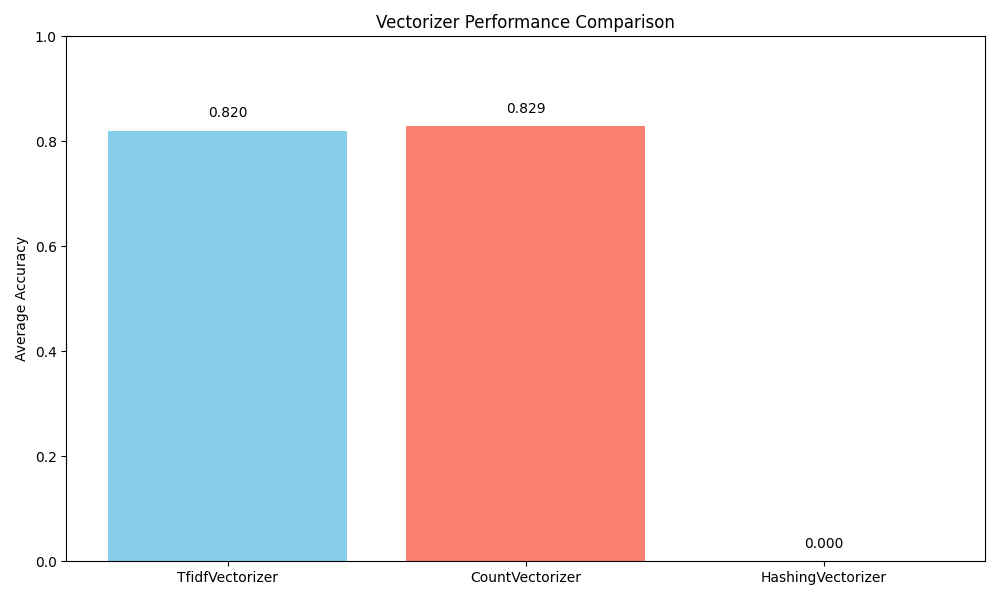 Vectorizer Performance Comparison
Average Accuracy
1.0
0.8
0.6
0.4
0.2
0.0
0.820
0.829
0.000
TfidfVectorizer
CountVectorizer
HashingVectorizer